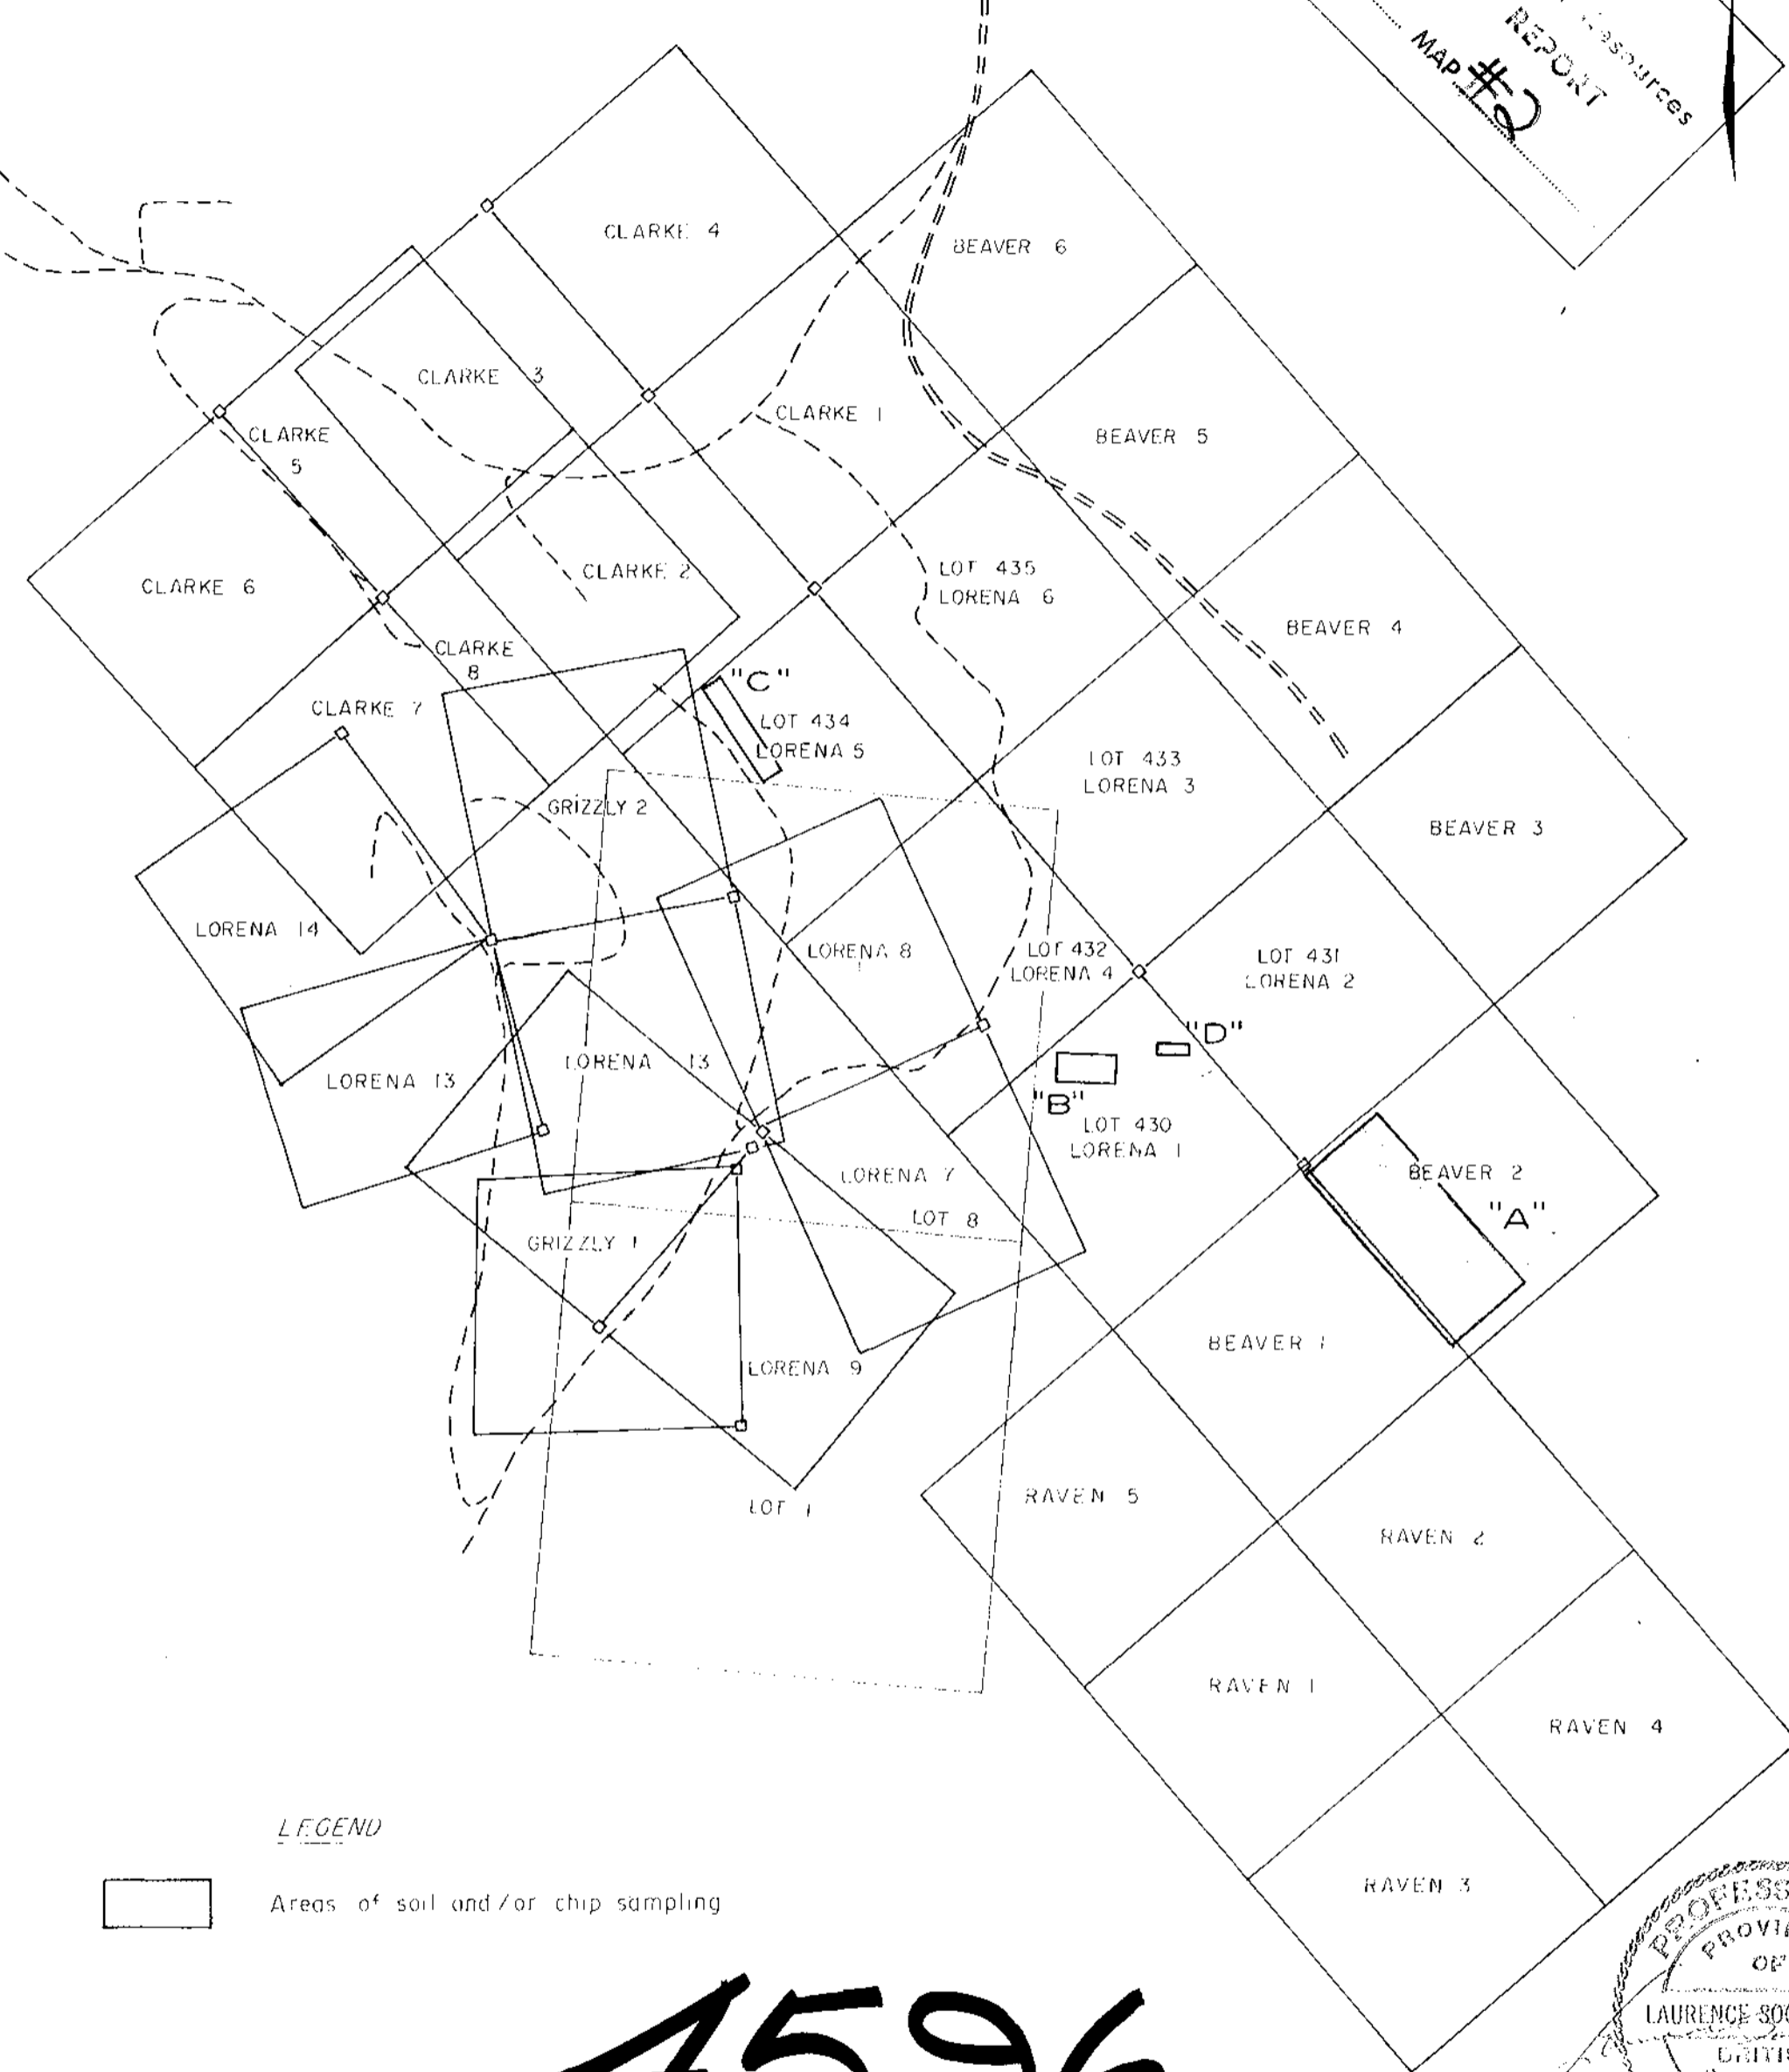 Resources
REPORT
MAP #2
CLARKE 4
BEAVER 6
CLARKE 3
CLARKE 1
CLARKE
5
BEAVER 5
CLARKE 6
CLARKE 2
LOT 435
LORENA 6
BEAVER 4
CLARKE
8
"C"
CLARKE 7
LOT 434
LORENA 5
LOT 433
LORENA 3
GRIZZLY 2
BEAVER 3
LORENA 14
LORENA 8
LOT 432
LORENA 4
LOT 431
LORENA 2
"D"
LORENA 13
LORENA 13
"B"
LOT 430
LORENA 1
LORENA 7
BEAVER 2
"A"
LOT 8
GRIZZLY 1
BEAVER 1
LORENA 9
LOT 1
RAVEN 5
RAVEN 2
RAVEN 1
RAVEN 4
RAVEN 3
LEGEND
Areas of soil and/or chip sampling
1596
PROFESS
PROVI
OF
LAURENCE SOO